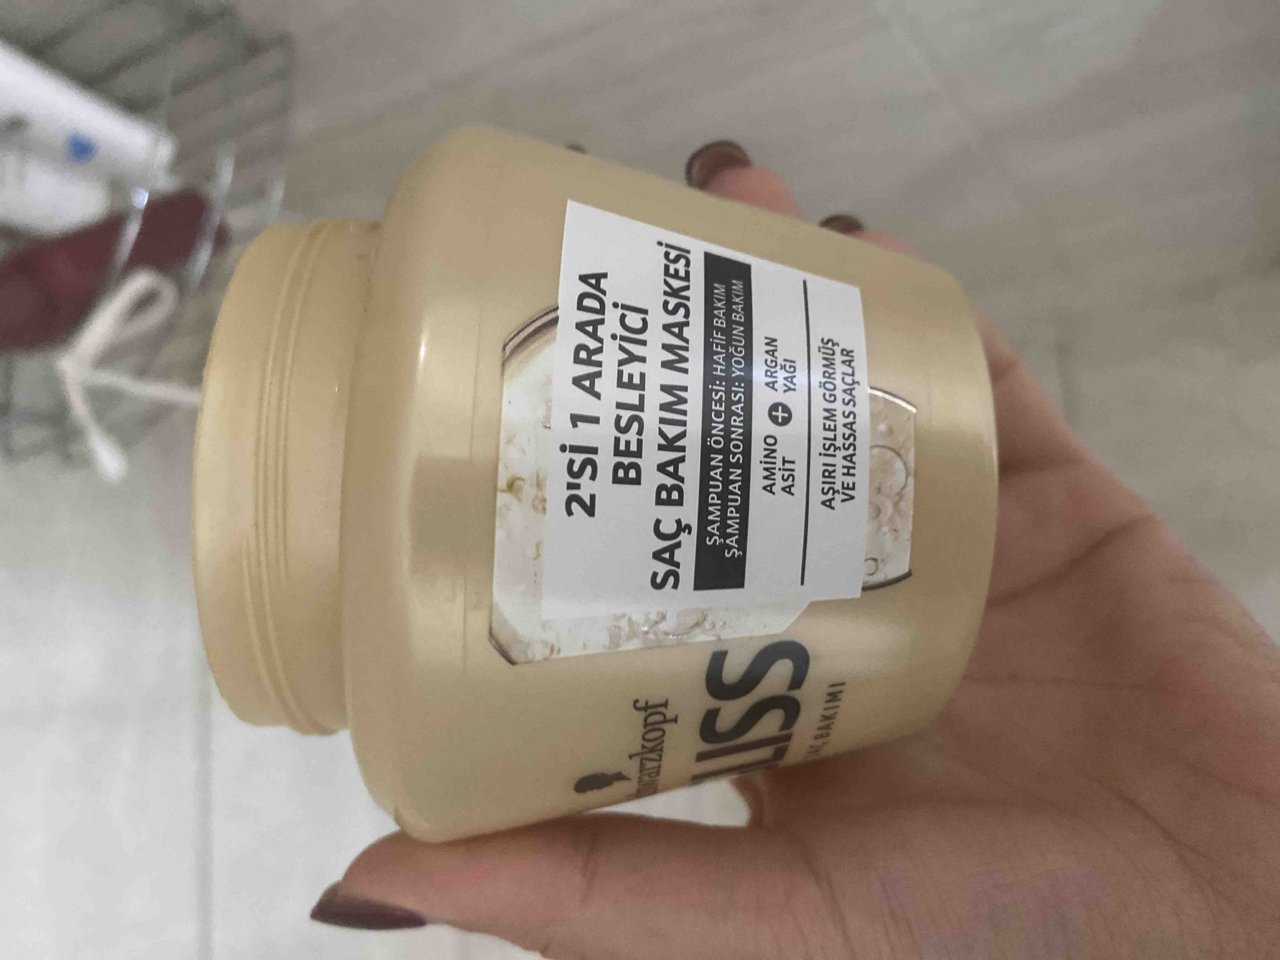 2'Sİ 1 ARADA
BESLEYİCİ
SAÇ BAKIM MASKESİ
ŞAMPUAN ÖNCESİ: HAFİF BAKIM
ŞAMPUAN SONRASI: YOĞUN BAKIM
AMİNO + ARGAN
ASİT YAĞI
AŞIRI İŞLEM GÖRMÜŞ
VE HASSAS SAÇLAR
BAKIMI